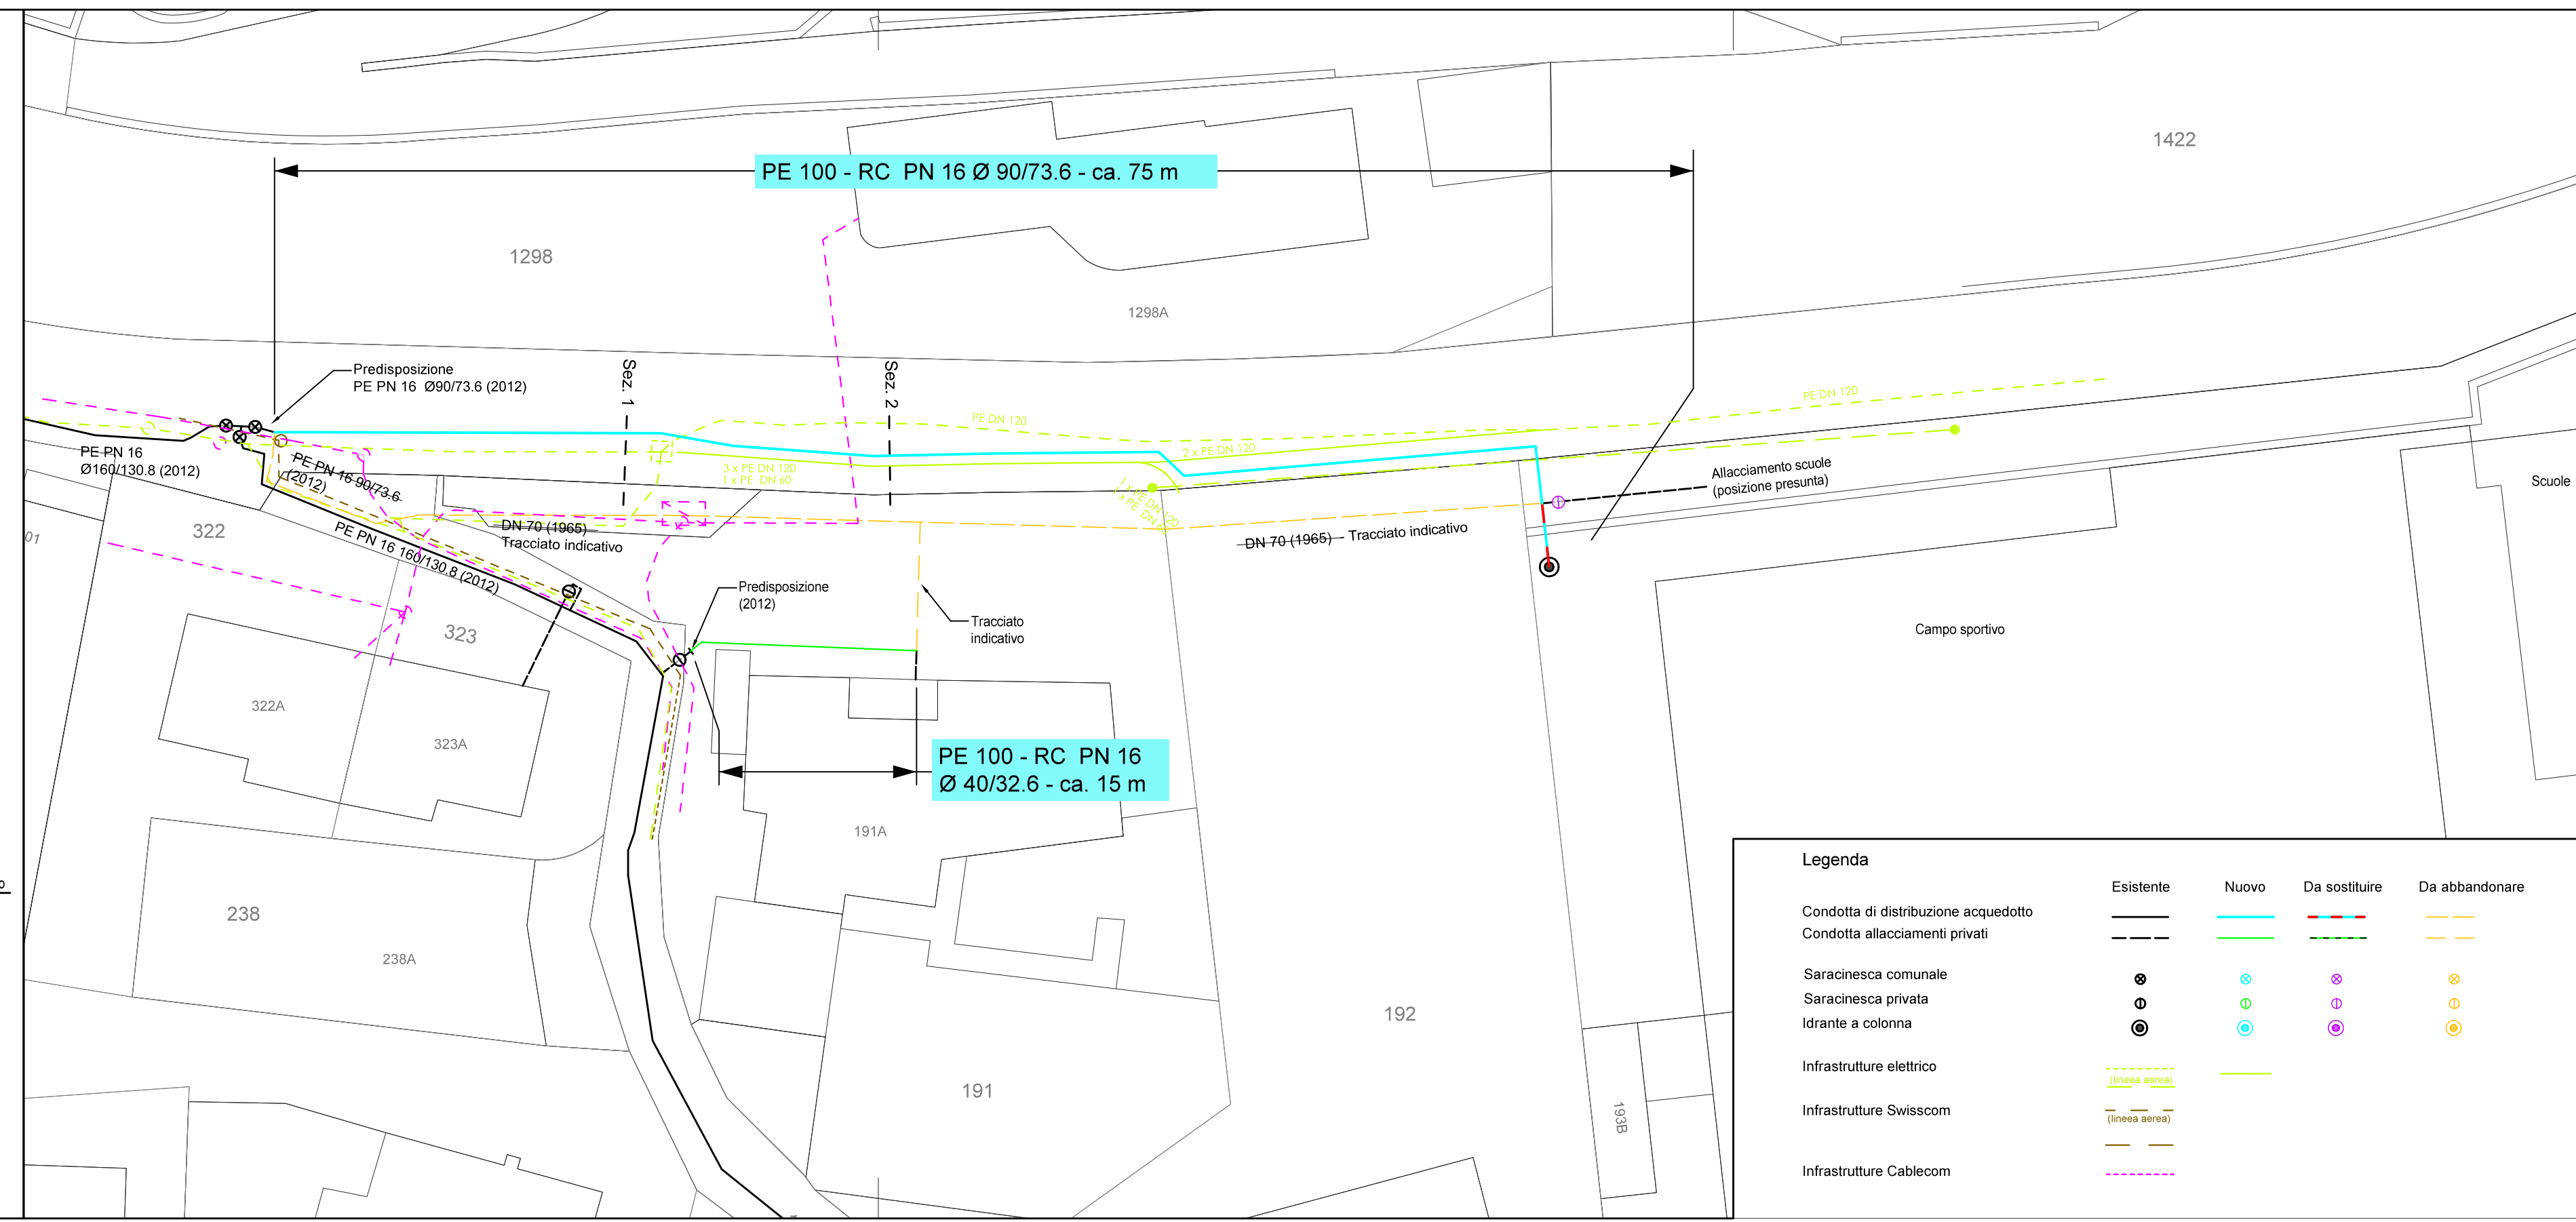 1422
PE 100 - RC PN 16 Ø 90/73.6 - ca. 75 m
1298
1298A
Predisposizione
PE PN 16 Ø90/73.6 (2012)
Sez. 1
Sez. 2
PE DN 120
PE DN 120
PE PN 16
Ø160/130.8 (2012)
PE PN 16 90/73.6
(2012)
3 x PE DN 120
1 x PE DN 60
2 x PE DN 120
1 x PE DN 120
Allacciamento scuole
(posizione presunta)
Scuole
322
DN 70 (1965)
Tracciato indicativo
DN 70 (1965) - Tracciato indicativo
PE PN 16 160/130.8 (2012)
Predisposizione
(2012)
Tracciato
indicativo
323
Campo sportivo
322A
323A
PE 100 - RC PN 16
Ø 40/32.6 - ca. 15 m
191A
238
238A
192
191
193B
Legenda
Esistente Nuovo Da sostituire Da abbandonare
Condotta di distribuzione acquedotto
Condotta allacciamenti privati
Saracinesca comunale
Saracinesca privata
Idrante a colonna
Infrastrutture elettrico
(lineea aerea)
Infrastrutture Swisscom
(lineea aerea)
Infrastrutture Cablecom